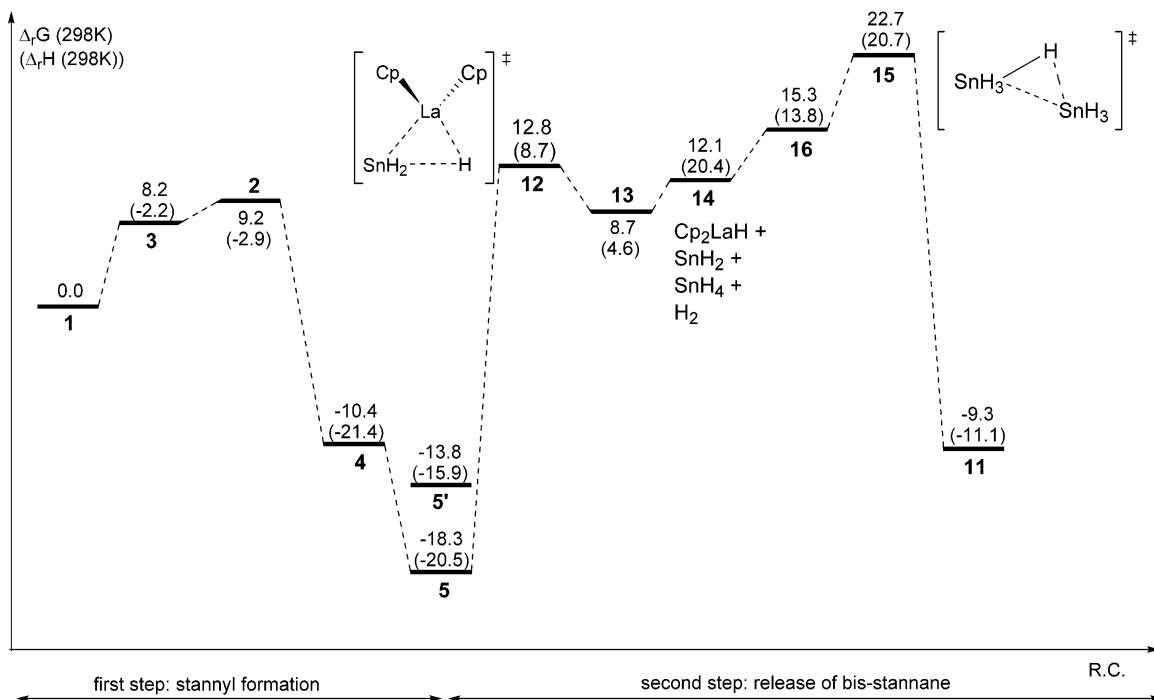 ΔrG (298K)
(ΔrH (298K))
0.0
1
8.2
(-2.2)
3
2
9.2
(-2.9)
-10.4
(-21.4)
4
-13.8
(-15.9)
5'
-18.3
(-20.5)
5
Cp Cp
La
SnH2 H
‡
12.8
(8.7)
12
13
8.7
(4.6)
12.1
(20.4)
14
Cp2LaH +
SnH2 +
SnH4 +
H2
15.3
(13.8)
16
22.7
(20.7)
15
H
SnH3
SnH3
‡
-9.3
(-11.1)
11
R.C.
first step: stannyl formation
second step: release of bis-stannane